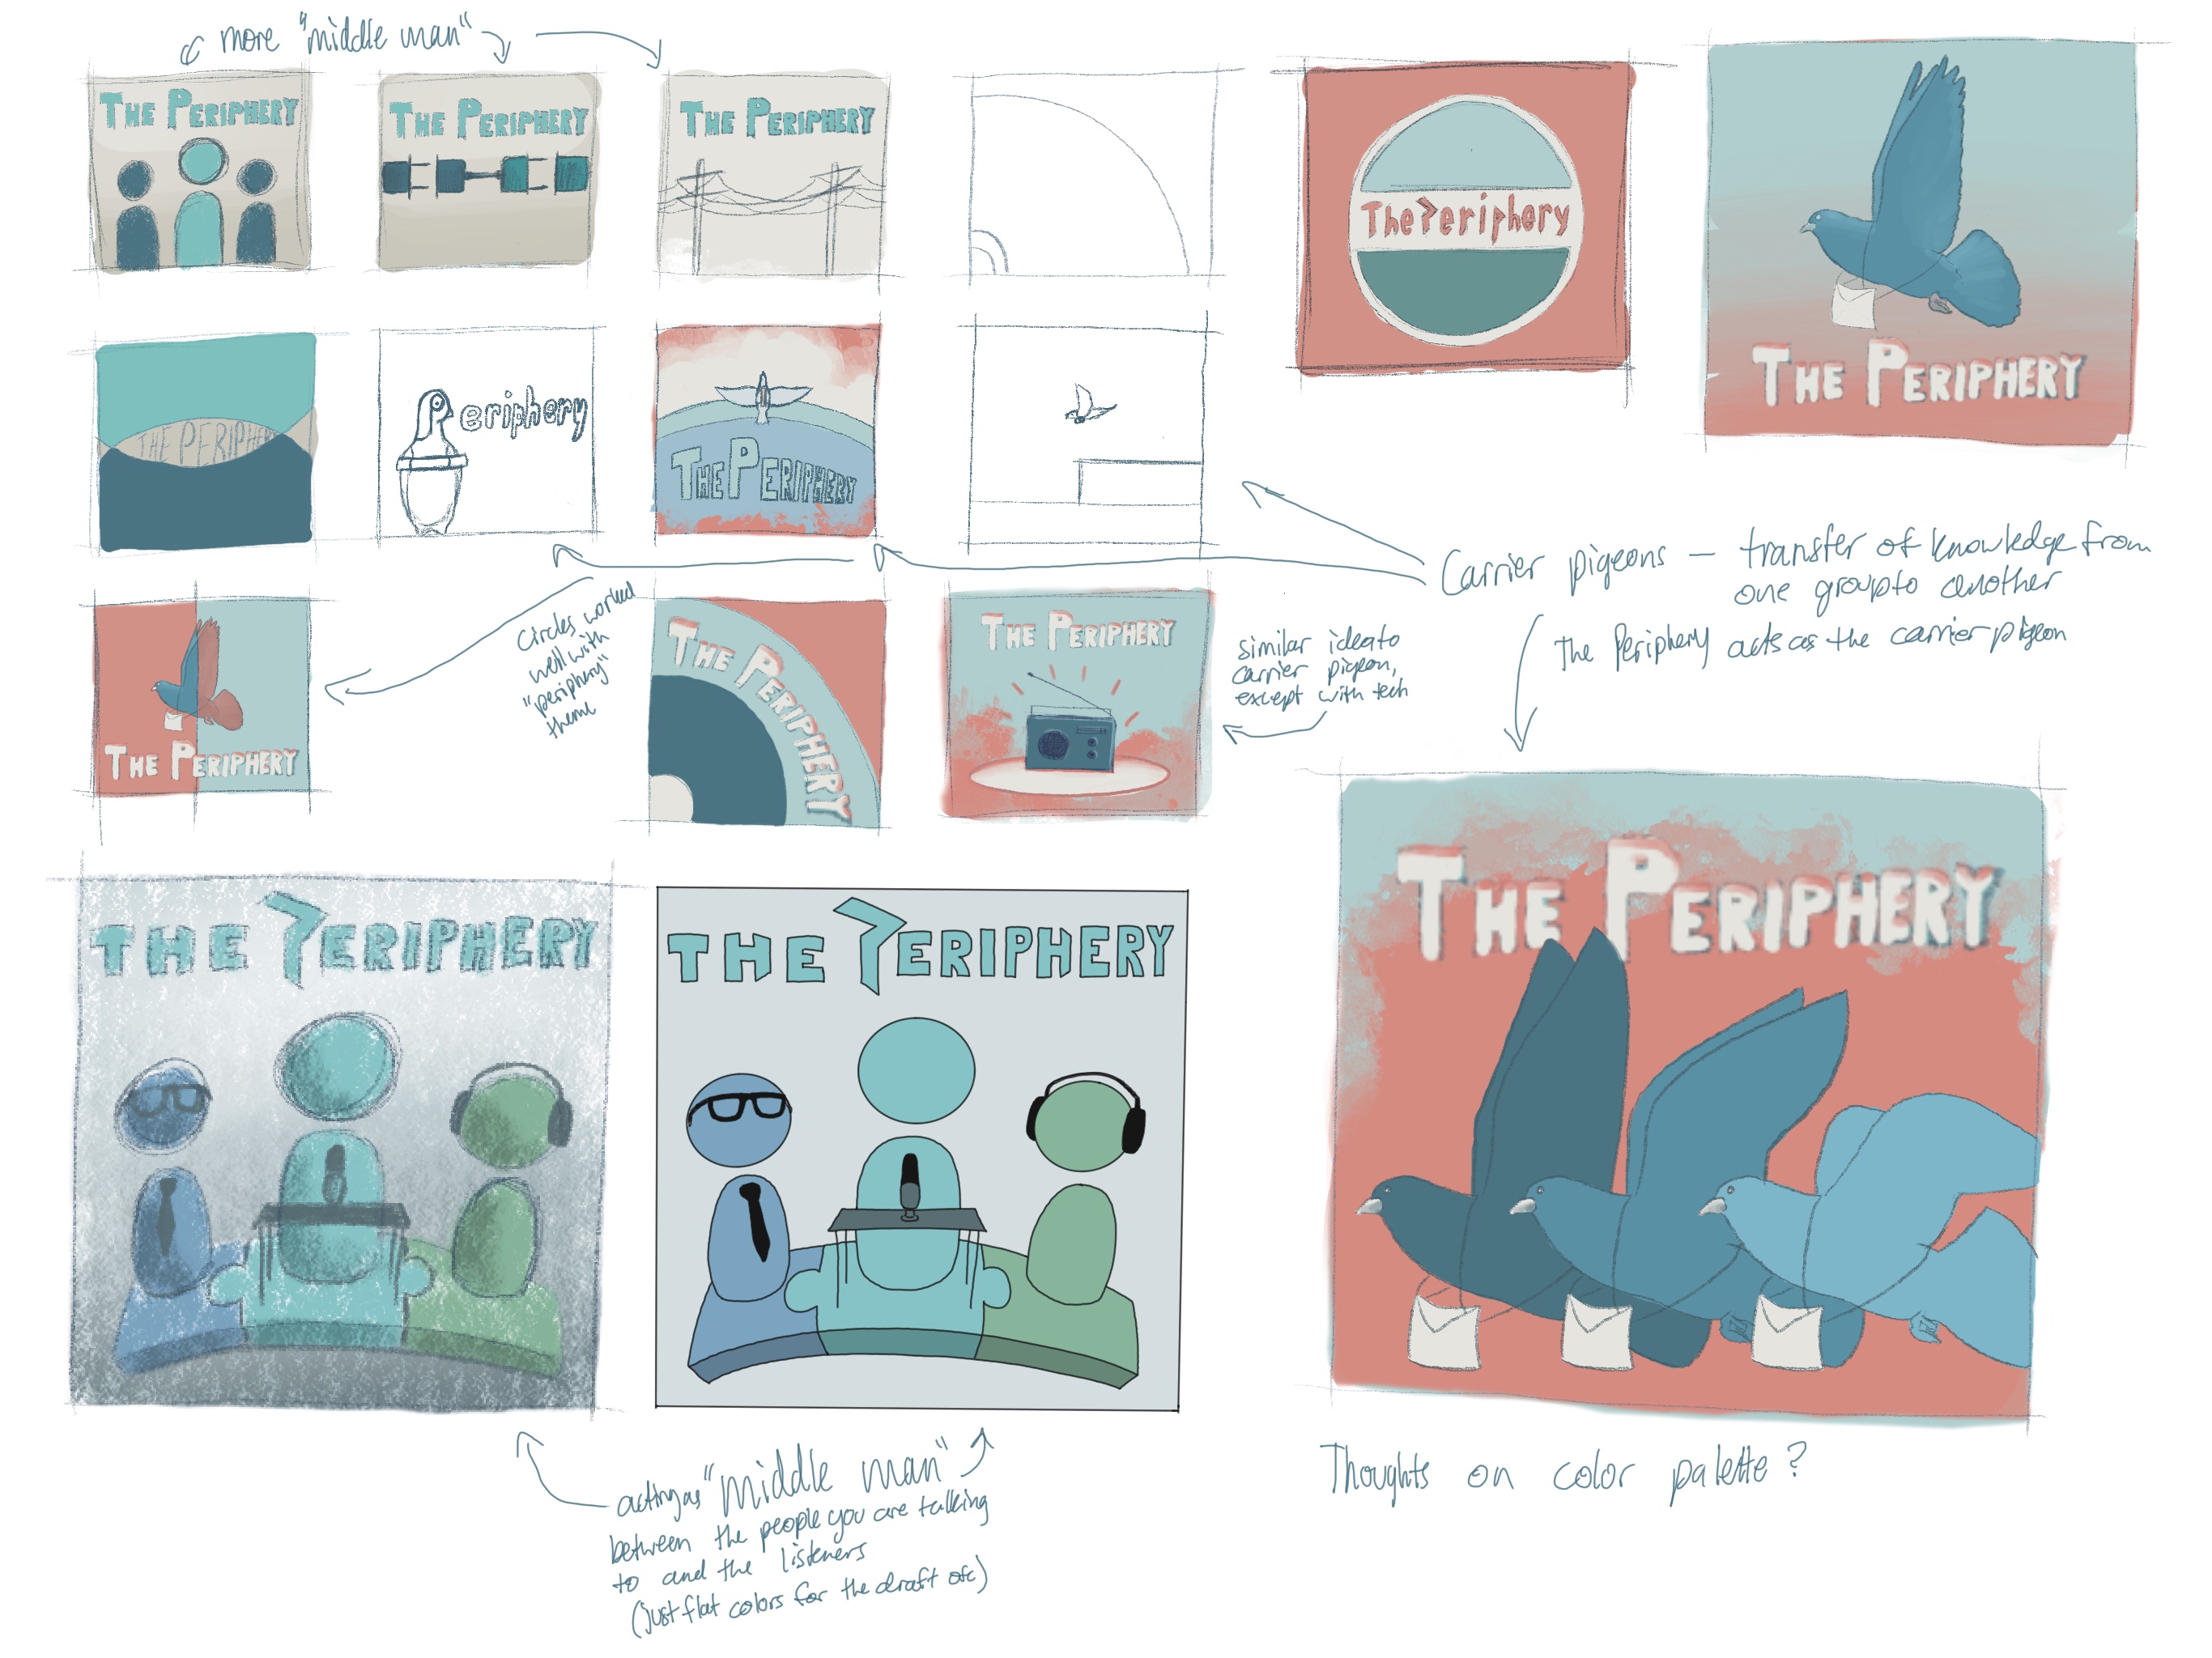 more "middle man"
THE PERIPHERY
THE PERIPHERY
THE PERIPHERY
The Periphery
THE PERIPHERY
THE PERIPHERY
eriphery
THE PERIPHERY
Carrier pigeons — transfer of knowledge from
one group to another
The Periphery acts as the carrier pigeon
THE PERIPHERY
circles worked
well with
"periphery"
theme
THE PERIPHERY
THE PERIPHERY
similar idea to
carrier pigeon,
except with tech
THE PERIPHERY
THE PERIPHERY
THE PERIPHERY
acting as "middle man"
between the people you are talking
to and the listeners
(just flat colors for the draft ofc)
Thoughts on color palette?